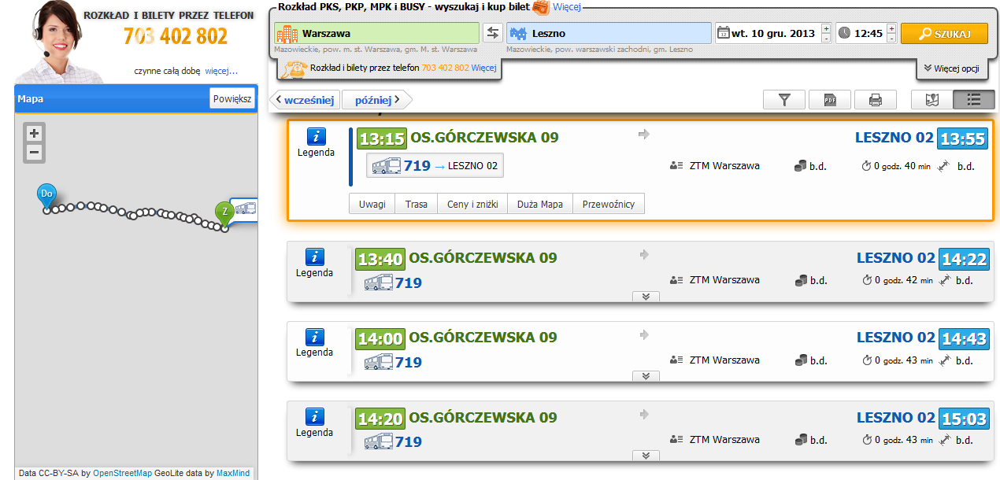 ROZKŁAD I BILETY PRZEZ TELEFON
703 402 802
czynne całą dobę więcej...
Mapa
Powiększ
+
−
Do
Z
Data CC-BY-SA by OpenStreetMap GeoLite data by MaxMind
Rozkład PKS, PKP, MPK i BUSY - wyszukaj i kup bilet Więcej
Warszawa
Leszno
12 wt. 10 gru. 2013 + -
12:45 + -
SZUKAJ
Mazowieckie, pow. m. st. Warszawa, gm. M. st. Warszawa
Mazowieckie, pow. warszawski zachodni, gm. Leszno
Rozkład i bilety przez telefon 703 402 802 Więcej
Więcej opcji
wcześniej
później
PDF
i
Legenda
13:15 OS.GÓRCZEWSKA 09
LESZNO 02 13:55
719 → LESZNO 02
ZTM Warszawa
b.d.
0 godz. 40 min
b.d.
Uwagi
Trasa
Ceny i zniżki
Duża Mapa
Przewoźnicy
i
Legenda
13:40 OS.GÓRCZEWSKA 09
LESZNO 02 14:22
719
ZTM Warszawa
b.d.
0 godz. 42 min
b.d.
i
Legenda
14:00 OS.GÓRCZEWSKA 09
LESZNO 02 14:43
719
ZTM Warszawa
b.d.
0 godz. 43 min
b.d.
i
Legenda
14:20 OS.GÓRCZEWSKA 09
LESZNO 02 15:03
719
ZTM Warszawa
b.d.
0 godz. 43 min
b.d.